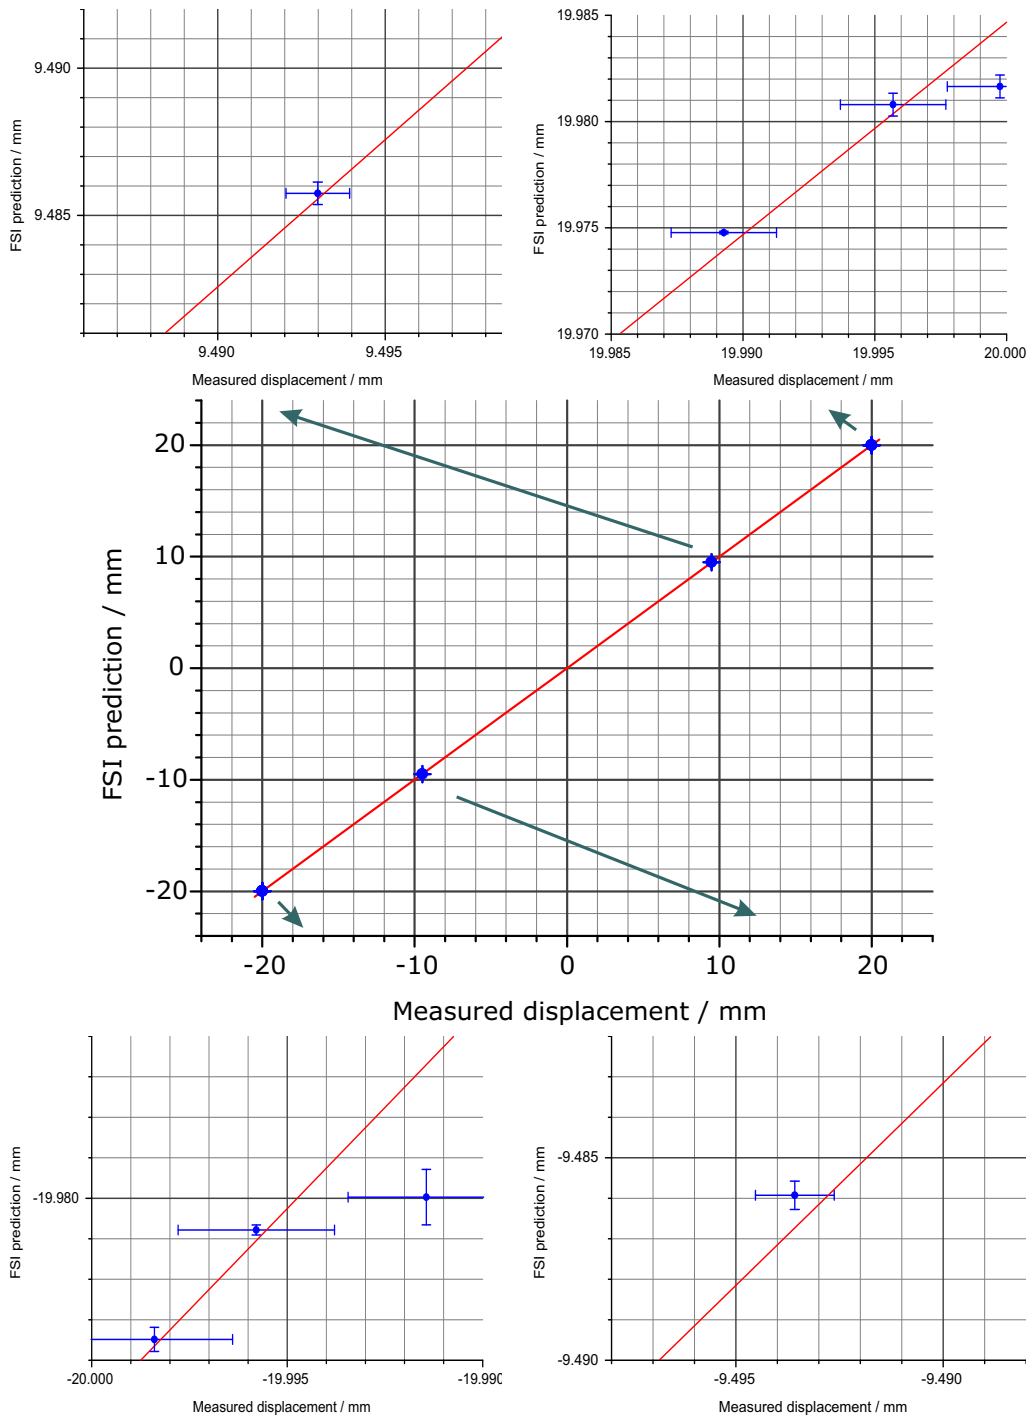 9.490
9.485
FSI prediction / mm
9.490 9.495
Measured displacement / mm
19.985
19.980
19.975
19.970
FSI prediction / mm
19.985 19.990 19.995 20.000
Measured displacement / mm
20
10
0
-10
-20
FSI prediction / mm
-20 -10 0 10 20
Measured displacement / mm
-19.980
FSI prediction / mm
-20.000 -19.995 -19.990
Measured displacement / mm
-9.485
-9.490
FSI prediction / mm
-9.495 -9.490
Measured displacement / mm